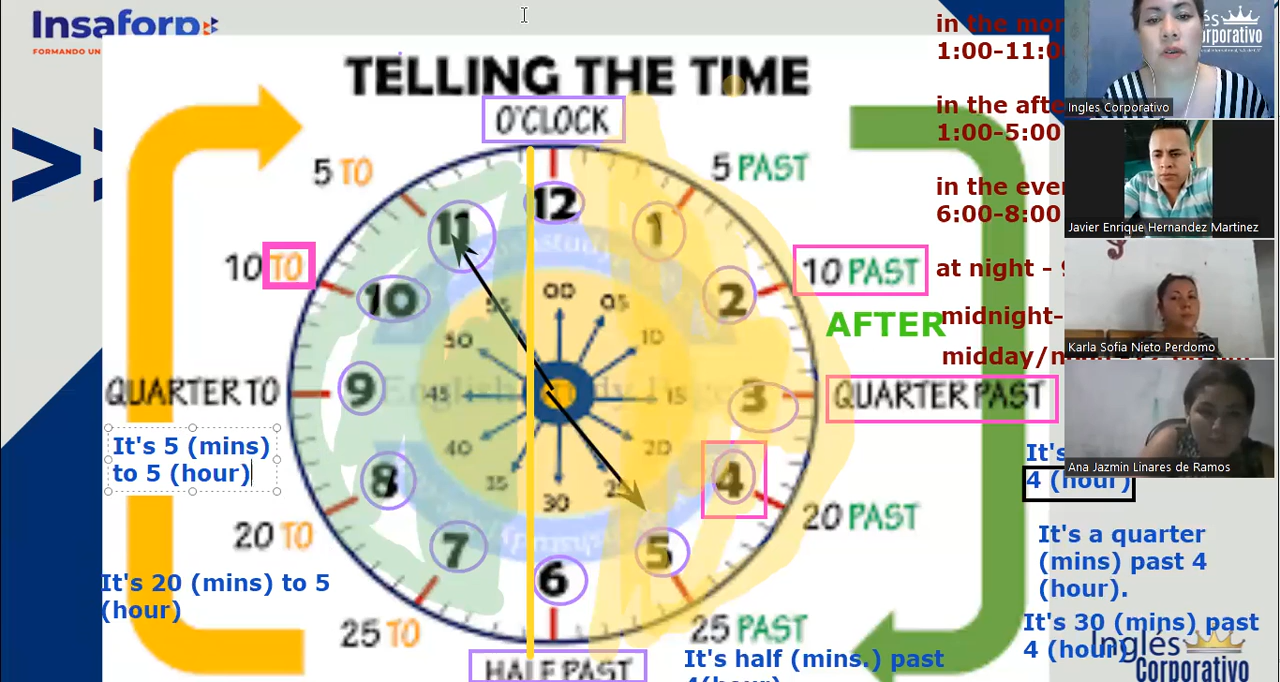 Insaforp
FORMANDO UN
TELLING THE TIME
O'CLOCK
5 TO
5 PAST
10 TO
10 PAST
AFTER
QUARTER TO
QUARTER PAST
20 TO
20 PAST
25 TO
25 PAST
HALF PAST
12
1
2
3
4
5
6
7
8
9
10
11
00
05
10
15
20
30
35
40
45
50
55
It's 5 (mins)
to 5 (hour)
It's 20 (mins) to 5
(hour)
It's half (mins.) past
4(hour)
in the
1:00-11:00
in the
1:00-5:00
in the
6:00-8:00
at night -
midnight-
It's
4 (hour)
It's a quarter
(mins) past 4
(hour).
It's 30 (mins) past
4 (hour)
Inglés
Corporativo
Ingles Corporativo
Javier Enrique Hernandez Martinez
Karla Sofia Nieto Perdomo
Ana Jazmin Linares de Ramos